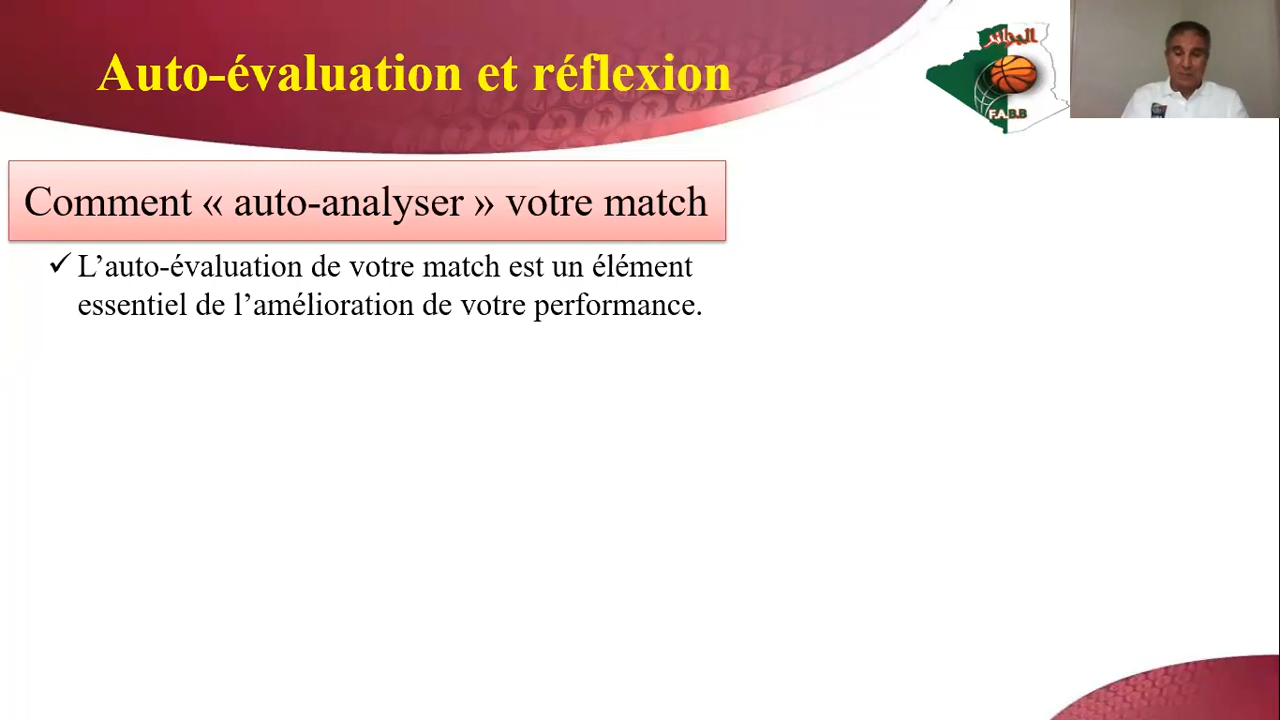 Auto-évaluation et réflexion
الجزائر
F.A.B.B
Comment « auto-analyser » votre match
✓ L’auto-évaluation de votre match est un élément
essentiel de l’amélioration de votre performance.